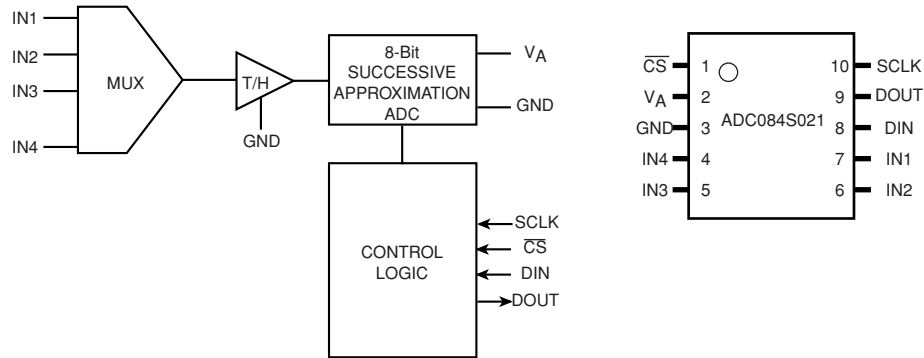 IN1
IN2
IN3
IN4
MUX
T/H
GND
8-Bit
SUCCESSIVE
APPROXIMATION
ADC
VA
GND
CONTROL
LOGIC
SCLK
CS
DIN
DOUT
CS 1
VA 2
GND 3
IN4 4
IN3 5
ADC084S021
10 SCLK
9 DOUT
8 DIN
7 IN1
6 IN2